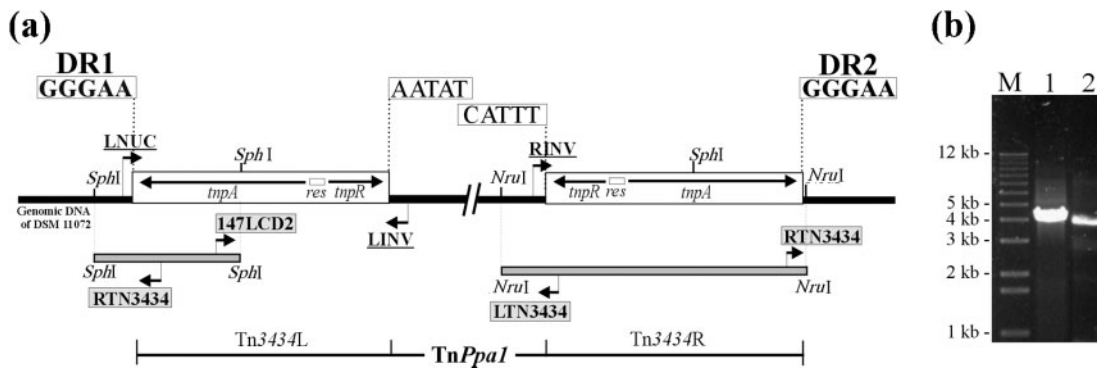 (a)
(b)
DR1
DR2
GGGAA
AATAT
GGGAA
CATTT
M 1 2
LNUC
RINV
SphI
SphI
NruI
SphI
NruI
12 kb -
tnpA
res
tnpR
tnpR
res
tnpA
Genomic DNA
of DSM 11072
147LCD2
LINV
RTN3434
5 kb -
4 kb -
3 kb -
SphI
SphI
RTN3434
NruI
NruI
LTN3434
2 kb -
Tn3434L
TnPpa1
Tn3434R
1 kb -